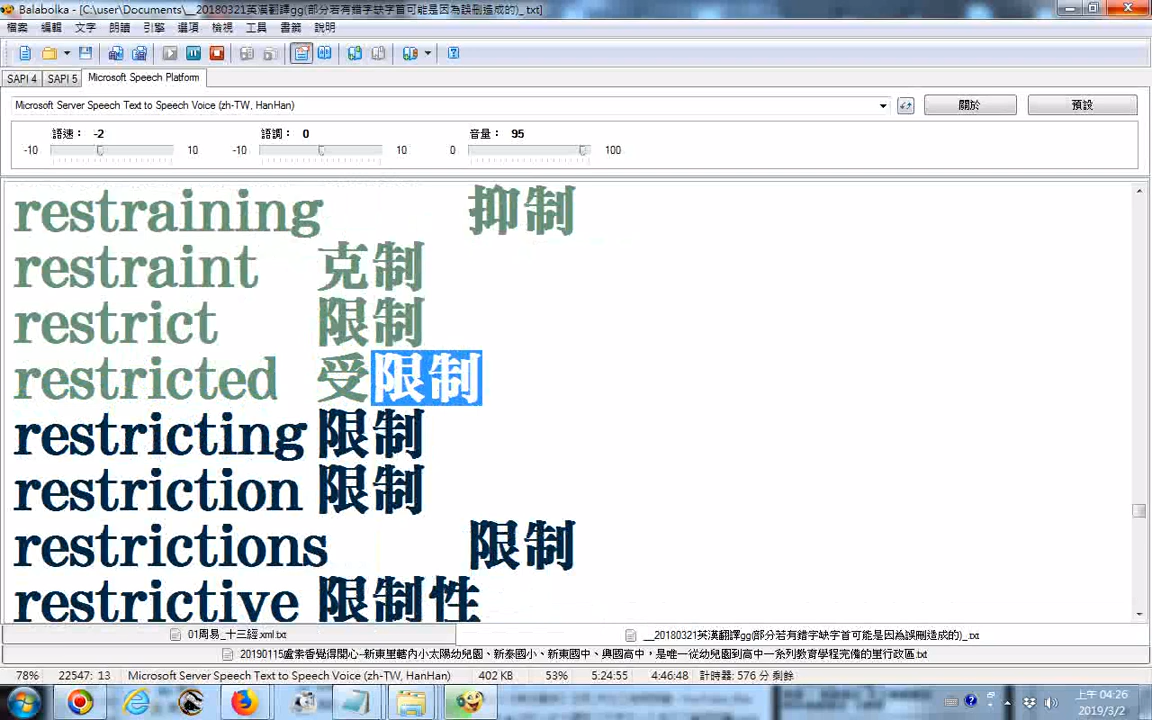 Balabolka - [C:\user\Documents\__20180321英漢翻譯gg(部分若有錯字缺字首可能是因為誤刪造成的)_.txt]
檔案 編輯 文字 朗讀 引擎 選項 檢視 工具 書籤 說明
SAPI 4 SAPI 5 Microsoft Speech Platform
Microsoft Server Speech Text to Speech Voice (zh-TW, HanHan) 關於 預設
語速： -2 語調： 0 音量： 95
-10 10 -10 10 0 100
restraining 抑制
restraint 克制
restrict 限制
restricted 受限制
restricting 限制
restriction 限制
restrictions 限制
restrictive 限制性
01周易_十三經.xml.txt __20180321英漢翻譯gg(部分若有錯字缺字首可能是因為誤刪造成的)_.txt
20190115盧素香覺得開心-新東里轄內小太陽幼兒園、新泰國小、新東國中、興國高中，是唯一從幼兒園到高中一系列教育學程完備的里行政區.txt
78% 22547: 13 Microsoft Server Speech Text to Speech Voice (zh-TW, HanHan) 402 KB 53% 5:24:55 4:46:48 計時器: 576 分 剩餘
上午 04:26
2019/3/2